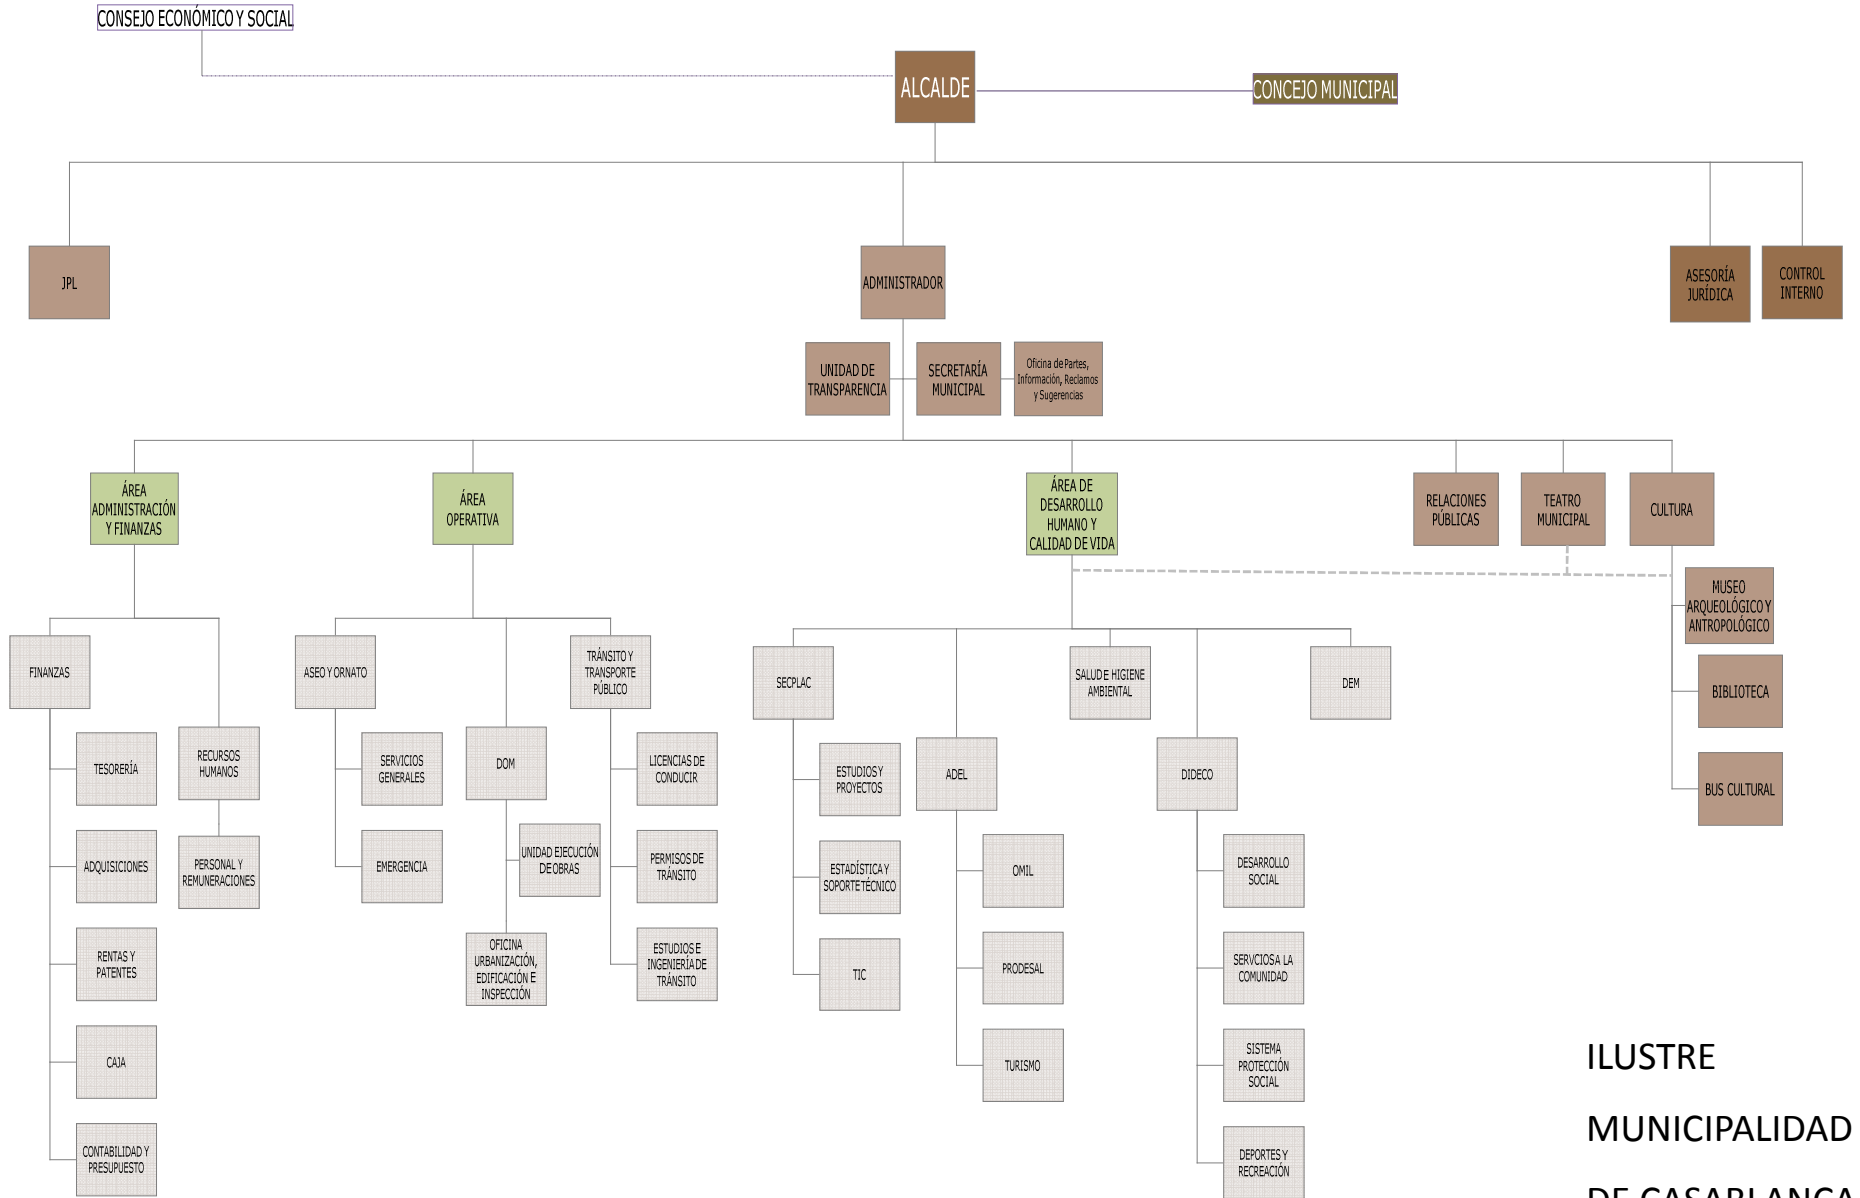 CONSEJO ECONÓMICO Y SOCIAL
ALCALDE
CONCEJO MUNICIPAL
JPL
ADMINISTRADOR
ASESORÍA
JURÍDICA
CONTROL
INTERNO
UNIDAD DE
TRANSPARENCIA
SECRETARÍA
MUNICIPAL
Oficina de Partes,
Información, Reclamos
y Sugerencias
ÁREA
ADMINISTRACIÓN
Y FINANZAS
ÁREA
OPERATIVA
ÁREA DE
DESARROLLO
HUMANO Y
CALIDAD DE VIDA
RELACIONES
PÚBLICAS
TEATRO
MUNICIPAL
CULTURA
MUSEO
ARQUEOLÓGICO Y
ANTROPOLÓGICO
BIBLIOTECA
BUS CULTURAL
FINANZAS
TESORERÍA
ADQUISICIONES
RENTAS Y
PATENTES
CAJA
CONTABILIDAD Y
PRESUPUESTO
RECURSOS
HUMANOS
PERSONAL Y
REMUNERACIONES
ASEO Y ORNATO
SERVICIOS
GENERALES
EMERGENCIA
DOM
UNIDAD EJECUCIÓN
DE OBRAS
OFICINA
URBANIZACIÓN,
EDIFICACIÓN E
INSPECCIÓN
TRÁNSITO Y
TRANSPORTE
PÚBLICO
LICENCIAS DE
CONDUCIR
PERMISOS DE
TRÁNSITO
ESTUDIOS E
INGENIERÍA DE
TRÁNSITO
SECPLAC
ESTUDIOS Y
PROYECTOS
ESTADÍSTICA Y
SOPORTE TÉCNICO
TIC
ADEL
OMIL
PRODESAL
TURISMO
SALUD E HIGIENE
AMBIENTAL
DIDECO
DESARROLLO
SOCIAL
SERVCIOS A LA
COMUNIDAD
SISTEMA
PROTECCIÓN
SOCIAL
DEPORTES Y
RECREACIÓN
DEM
ILUSTRE
MUNICIPALIDAD
DE CASABLANCA